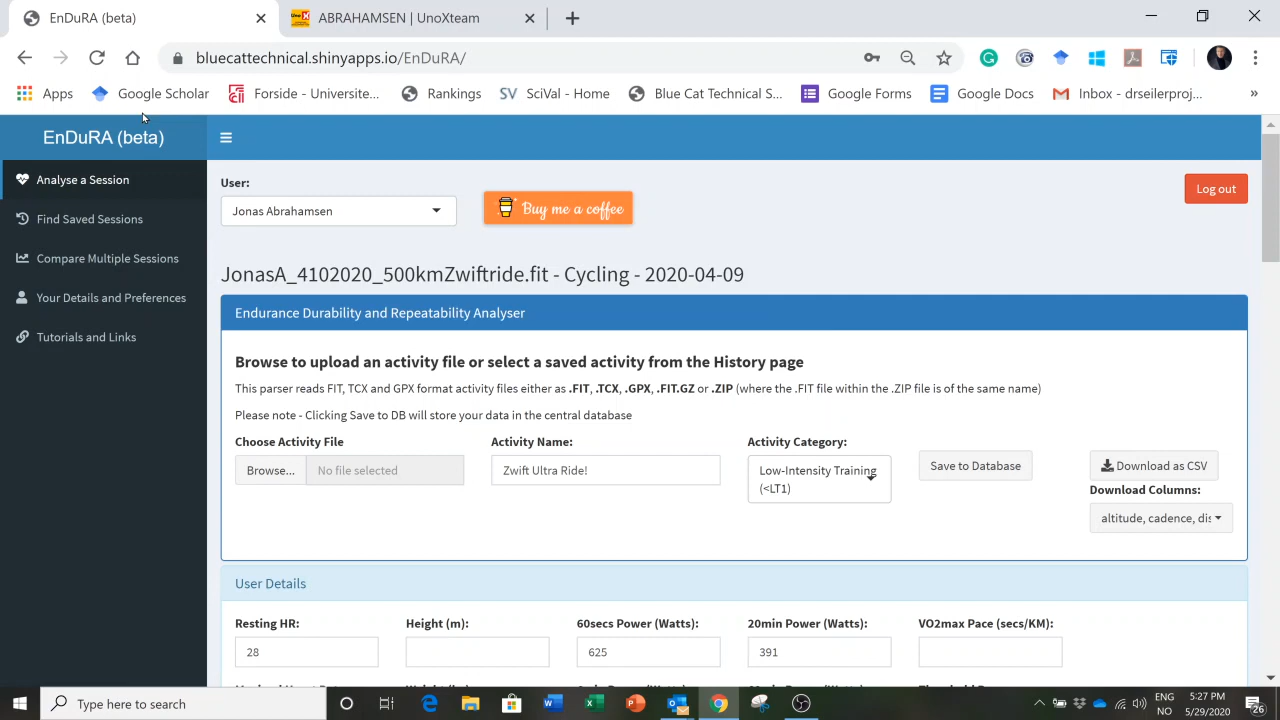 EnDuRA (beta)
ABRAHAMSEN | UnoXteam
bluecattechnical.shinyapps.io/EnDuRA/
Apps
Google Scholar
Forside - Universite...
Rankings
SciVal - Home
Blue Cat Technical S...
Google Forms
Google Docs
Inbox - drseilerproj...
EnDuRA (beta)
Analyse a Session
Find Saved Sessions
Compare Multiple Sessions
Your Details and Preferences
Tutorials and Links
User:
Jonas Abrahamsen
Buy me a coffee
Log out
JonasA_4102020_500kmZwiftride.fit - Cycling - 2020-04-09
Endurance Durability and Repeatability Analyser
Browse to upload an activity file or select a saved activity from the History page
This parser reads FIT, TCX and GPX format activity files either as .FIT, .TCX, .GPX, .FIT.GZ or .ZIP (where the .FIT file within the .ZIP file is of the same name)
Please note - Clicking Save to DB will store your data in the central database
Choose Activity File
Browse...
No file selected
Activity Name:
Zwift Ultra Ride!
Activity Category:
Low-Intensity Training
(<LT1)
Save to Database
Download as CSV
Download Columns:
altitude, cadence, dis
User Details
Resting HR:
28
Height (m):
60secs Power (Watts):
625
20min Power (Watts):
391
VO2max Pace (secs/KM):
Type here to search
ENG
NO
5:27 PM
5/29/2020
26